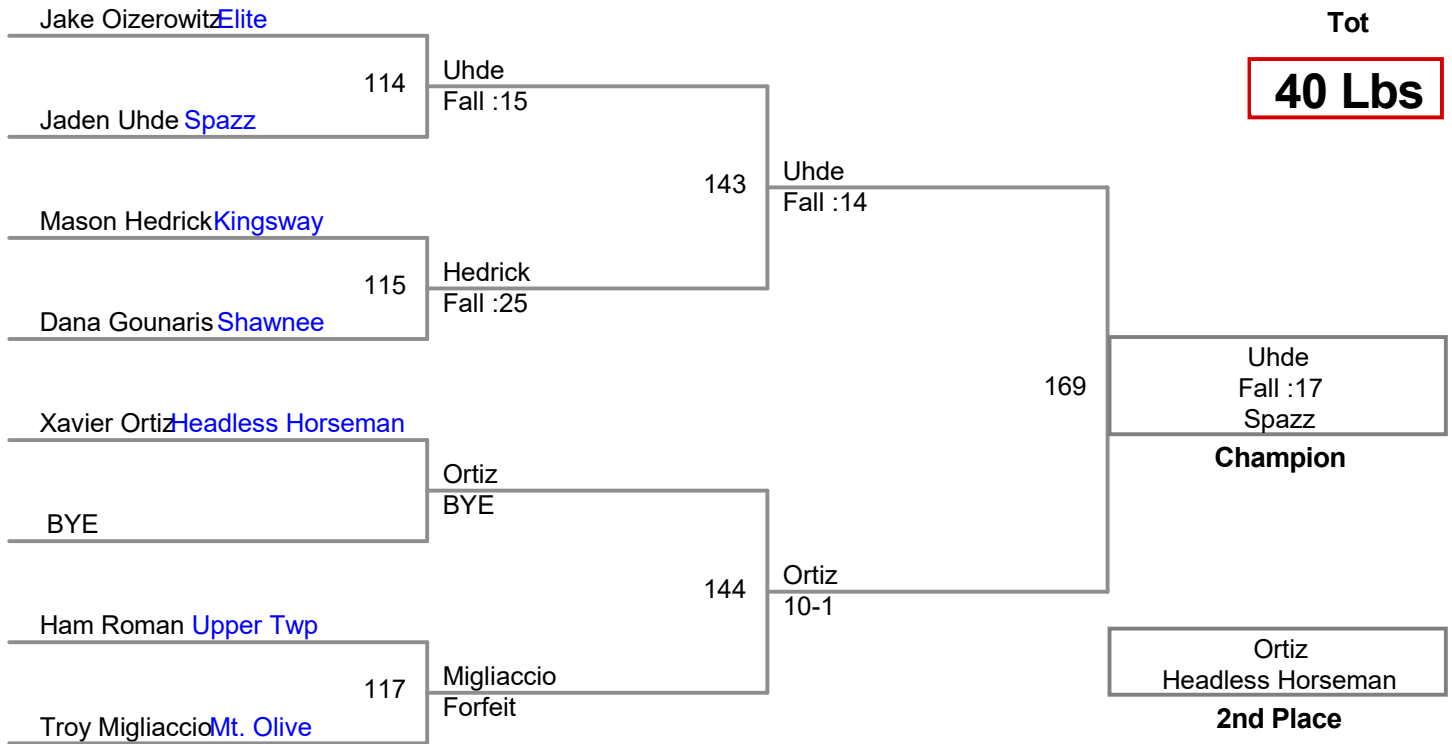 Jake Oizerowitz Elite
Tot
40 Lbs
114
Uhde
Fall :15
Jaden Uhde Spazz
143
Uhde
Fall :14
Mason Hedrick Kingsway
115
Hedrick
Fall :25
Dana Gounaris Shawnee
169
Uhde
Fall :17
Spazz
Champion
Xavier Ortiz Headless Horseman
Ortiz
BYE
BYE
144
Ortiz
10-1
Ham Roman Upper Twp
117
Migliaccio
Forfeit
Troy Migliaccio Mt. Olive
Ortiz
Headless Horseman
2nd Place